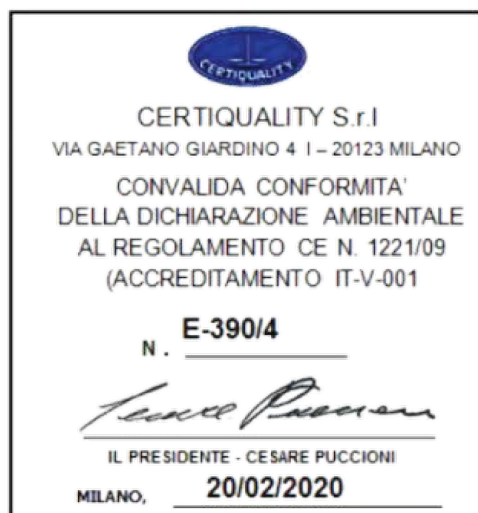 CERTIQUALITY
CERTIQUALITY S.r.l
VIA GAETANO GIARDINO 4 I – 20123 MILANO
CONVALIDA CONFORMITA'
DELLA DICHIARAZIONE AMBIENTALE
AL REGOLAMENTO CE N. 1221/09
(ACCREDITAMENTO IT-V-001
N. E-390/4
IL PRESIDENTE - CESARE PUCCIONI
MILANO, 20/02/2020